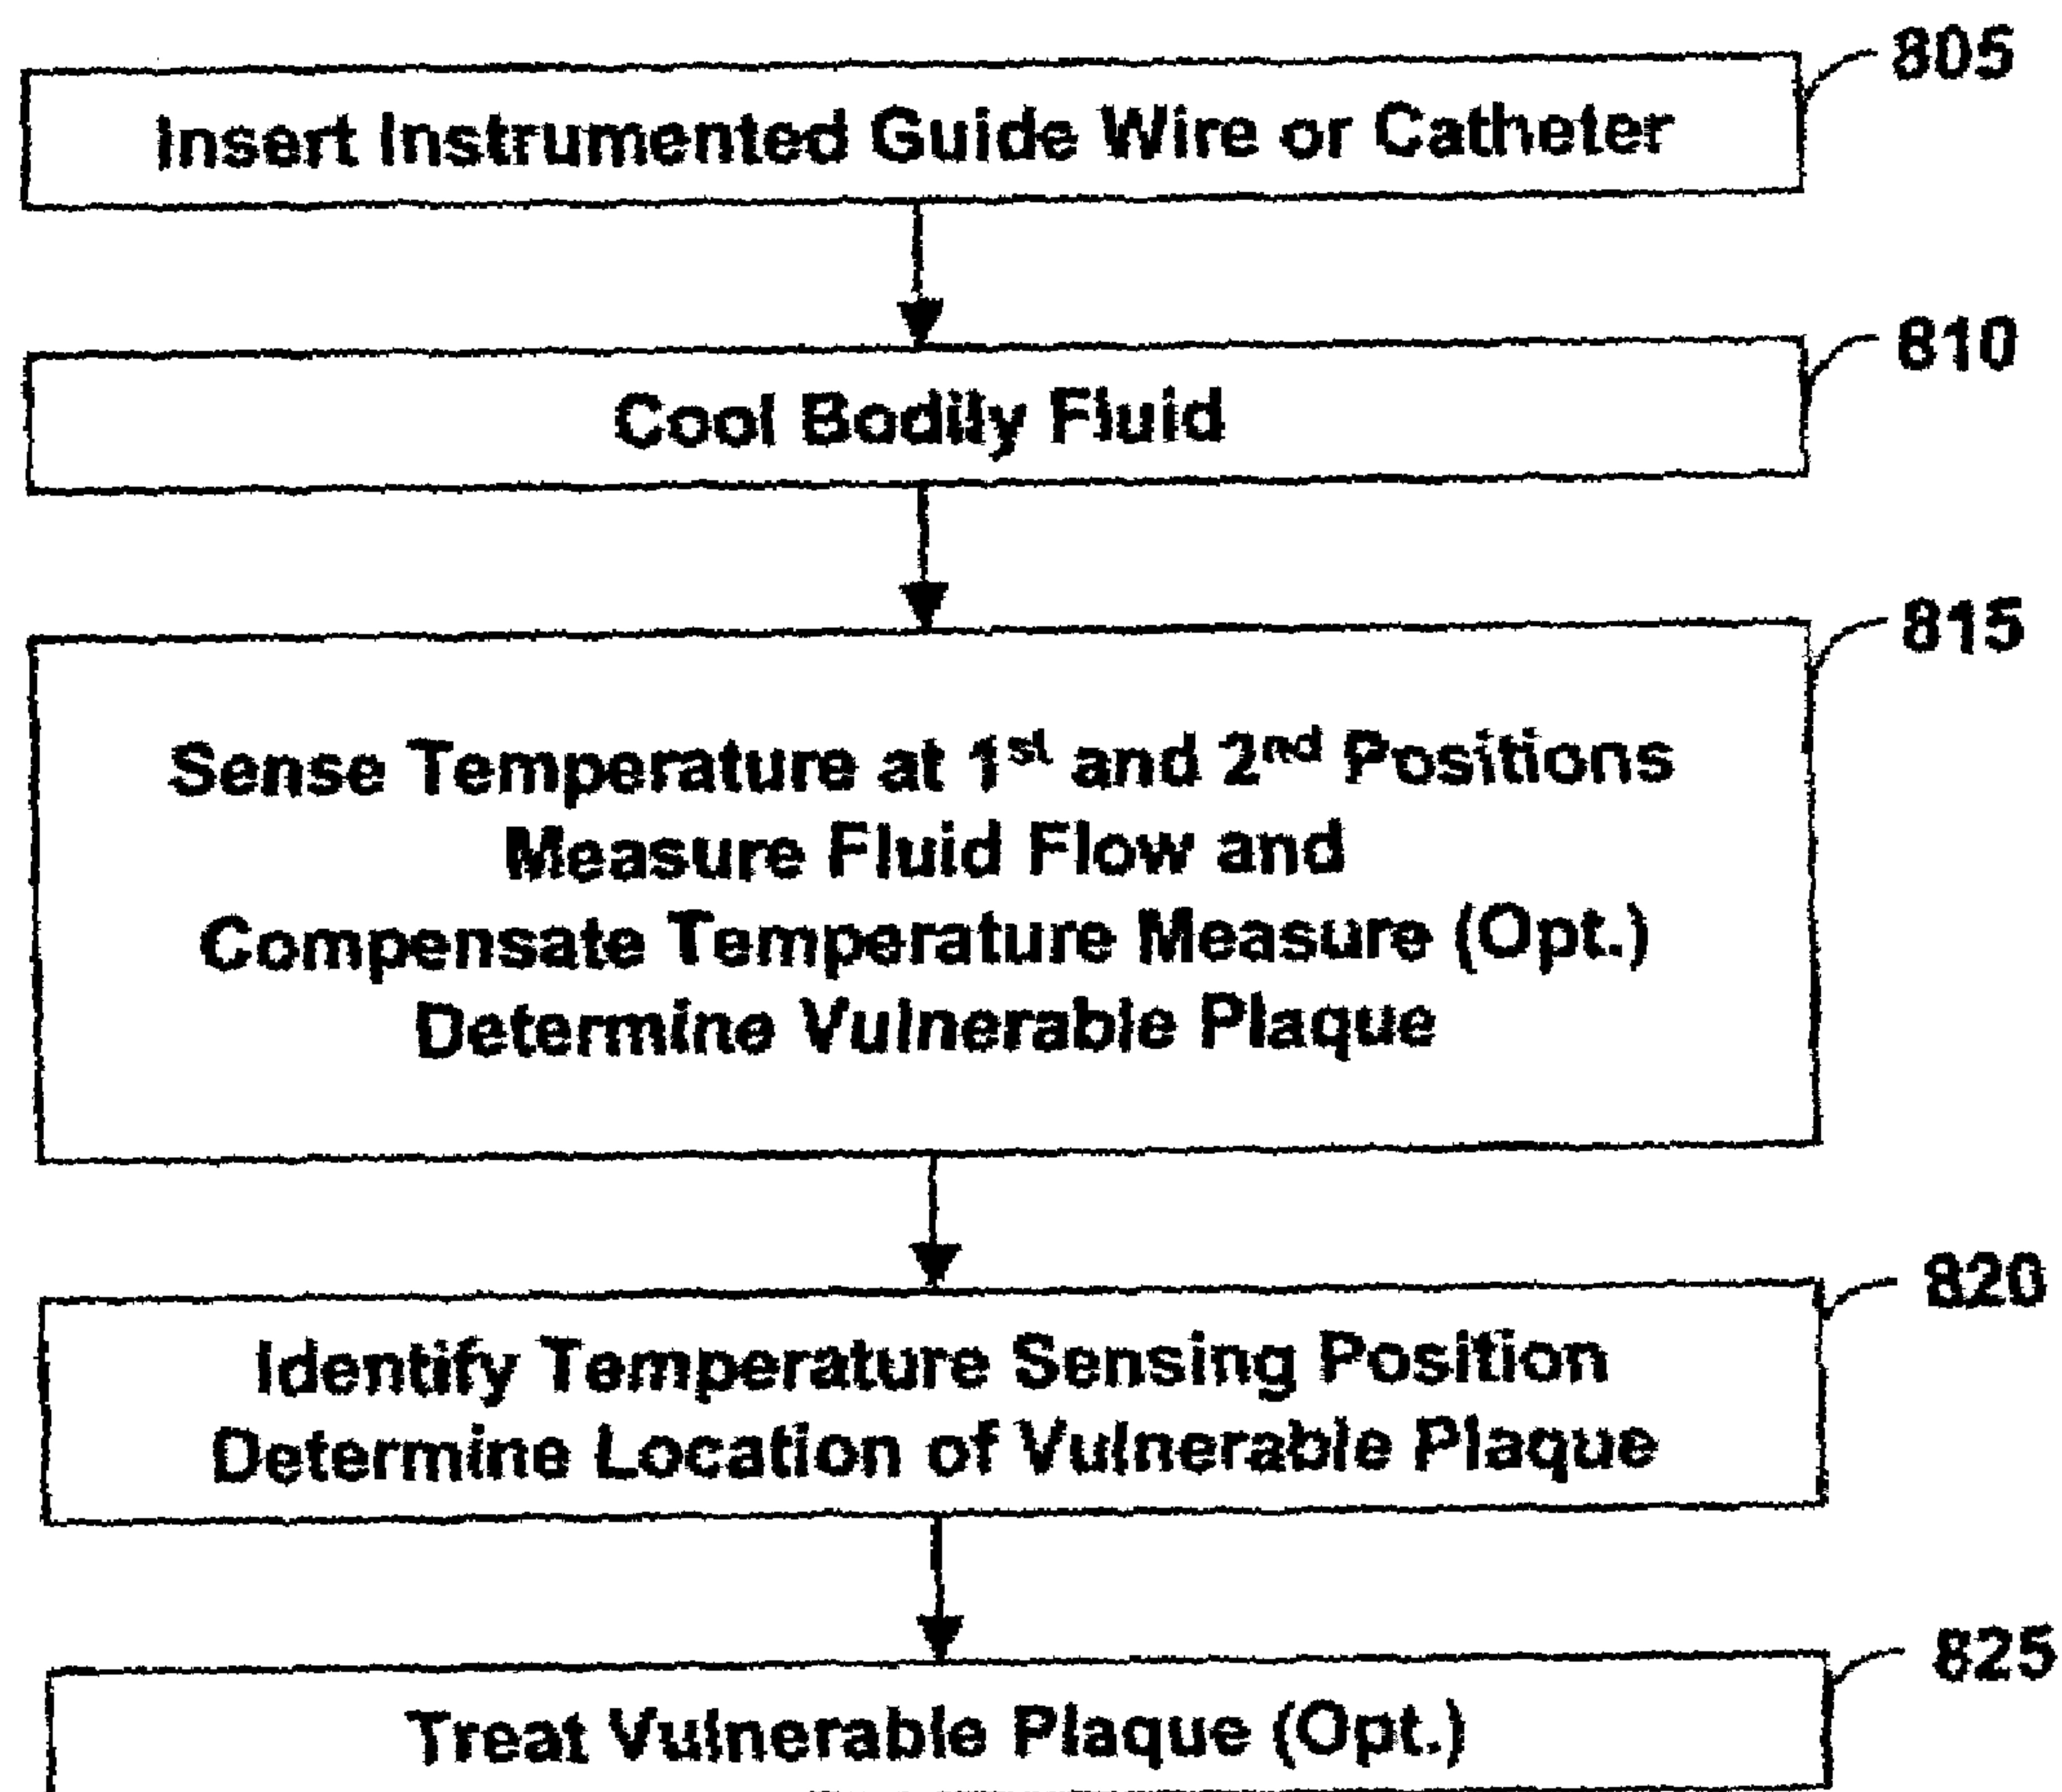 805
Insert Instrumented Guide Wire or Catheter
810
Cool Bodily Fluid
815
Sense Temperature at 1st and 2nd Positions
Measure Fluid Flow and
Compensate Temperature Measure (Opt.)
Determine Vulnerable Plaque
820
Identify Temperature Sensing Position
Determine Location of Vulnerable Plaque
825
Treat Vulnerable Plaque (Opt.)